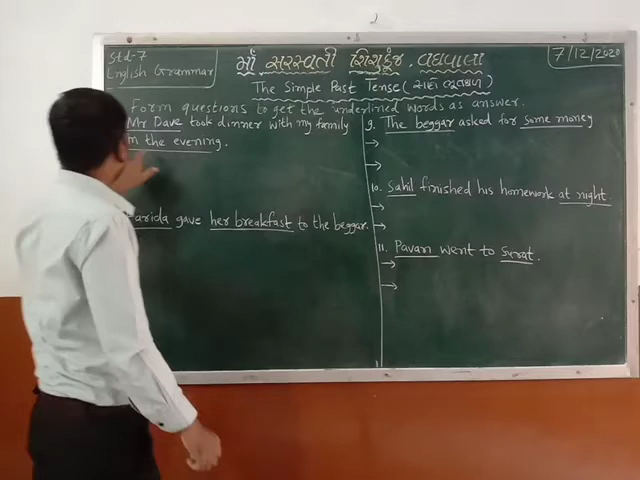 Std-7
English Grammar
માઁ સરસ્વતી શિશુકુંજ, વઘવાલા
7/12/2020
The Simple Past Tense (સાદો ભૂતકાળ)
Form questions to get the underlined words as answer.
Mr Dave took dinner with my family
in the evening.
arida gave her breakfast to the beggar.
9. The beggar asked for some money
→
→
10. Sahil finished his homework at night.
→
→
11. Pavan went to Surat.
→
→